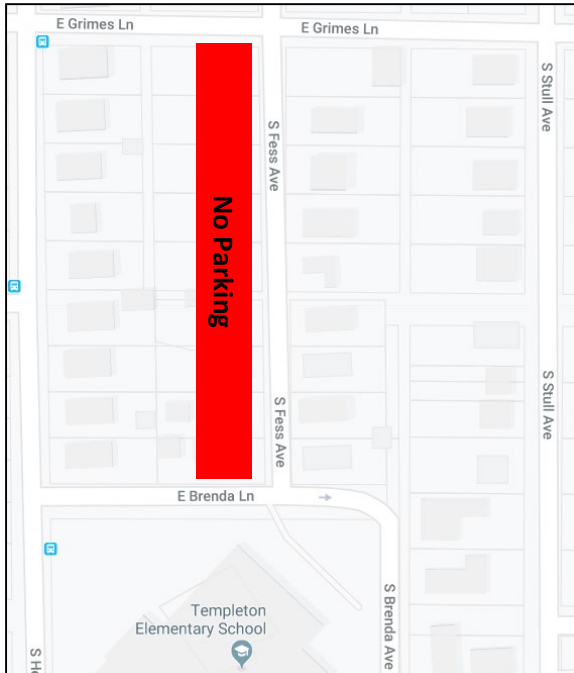 E Grimes Ln
E Grimes Ln
S Stull Ave
S Fess Ave
No Parking
S Stull Ave
S Fess Ave
E Brenda Ln
S Brenda Ave
Templeton
Elementary School